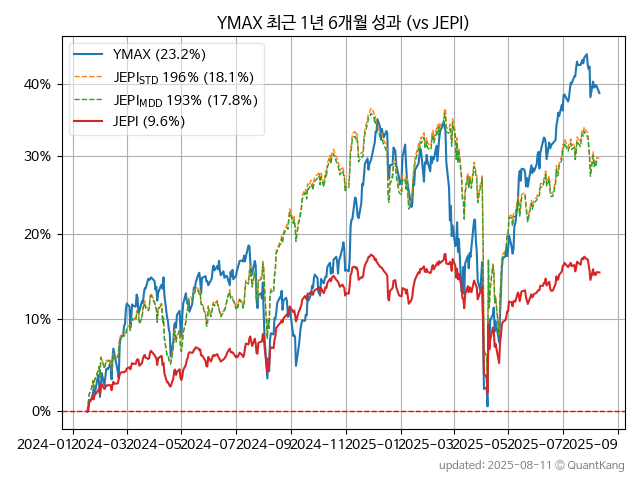 YMAX 최근 1년 6개월 성과 (vs JEPI)
YMAX (23.2%)
JEPI_STD 196% (18.1%)
JEPI_MDD 193% (17.8%)
JEPI (9.6%)
40%
30%
20%
10%
0%
2024-01 2024-03 2024-05 2024-07 2024-09 2024-11 2025-01 2025-03 2025-05 2025-07 2025-09
updated: 2025-08-11 ⓒ QuantKang